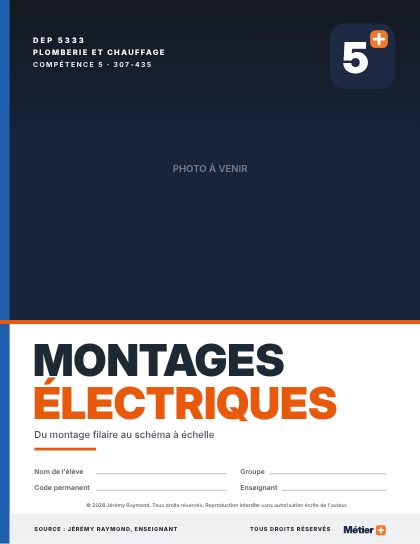 DEP 5333
PLOMBERIE ET CHAUFFAGE
COMPÉTENCE 5 · 307-435
5+
PHOTO À VENIR
MONTAGES
ÉLECTRIQUES
Du montage filaire au schéma à échelle
Nom de l'élève
Groupe
Code permanent
Enseignant
© 2026 Jérémy Raymond. Tous droits réservés. Reproduction interdite sans autorisation écrite de l'auteur.
SOURCE : JÉRÉMY RAYMOND, ENSEIGNANT
TOUS DROITS RÉSERVÉS
Métier+